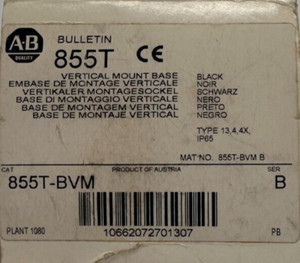 A-B
QUALITY
BULLETIN
855T CE
VERTICAL MOUNT BASE BLACK
EMBASE DE MONTAGE VERTICALE NOIR
VERTIKALER MONTAGESOCKEL SCHWARZ
BASE DI MONTAGGIO VERTICALE NERO
BASE DE MONTAGEM VERTICAL PRETO
BASE DE MONTAJE VERTICAL NEGRO
TYPE 13,4,4X,
IP65
MAT'NO. 855T-BVM B
CAT PRODUCT OF AUSTRIA SER
855T-BVM B
PLANT 1080 10662072701307 PB